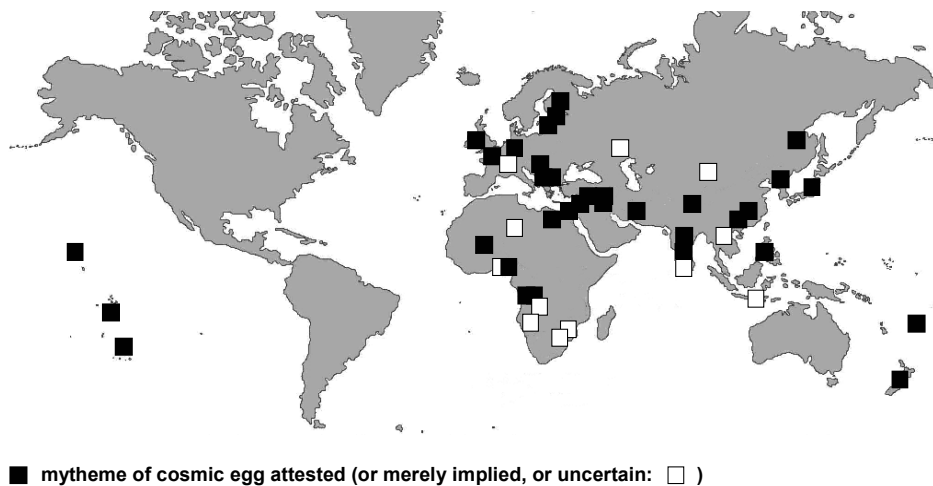 ■ mytheme of cosmic egg attested (or merely implied, or uncertain: □ )